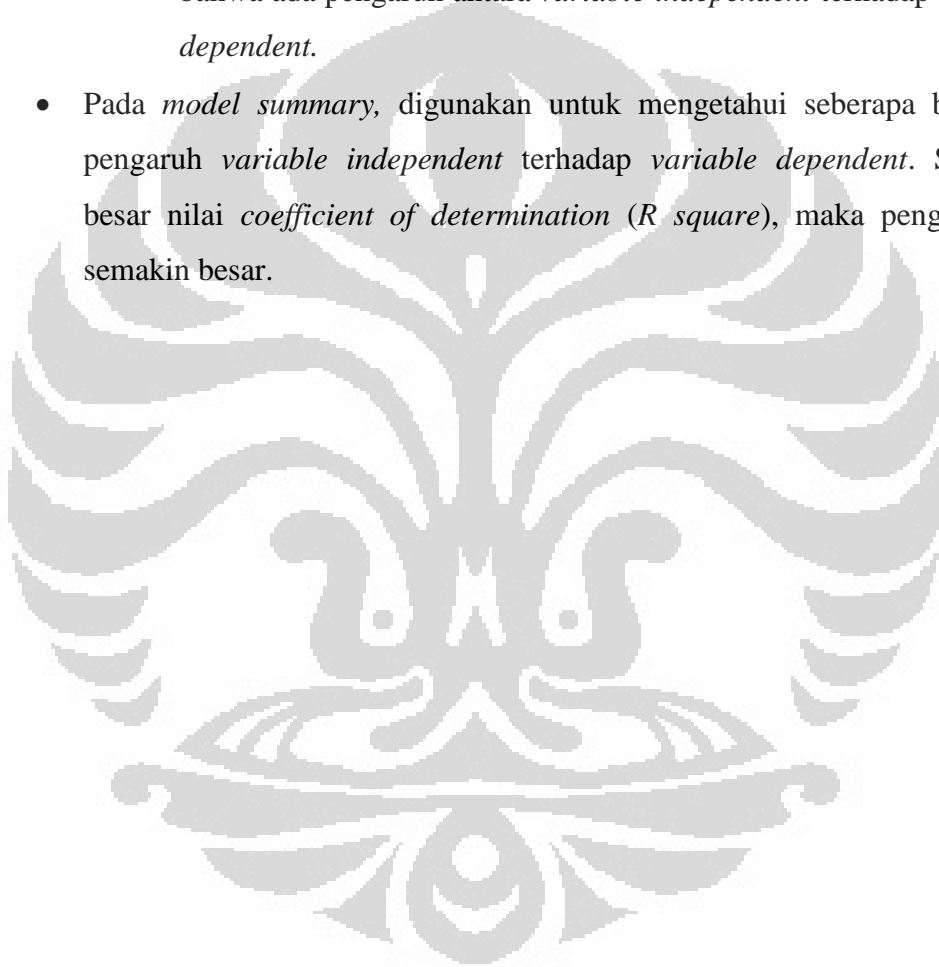 bahwa ada pengaruh antara variable independent terhadap
dependent.
• Pada model summary, digunakan untuk mengetahui seberapa b
pengaruh variable independent terhadap variable dependent. S
besar nilai coefficient of determination (R square), maka peng
semakin besar.